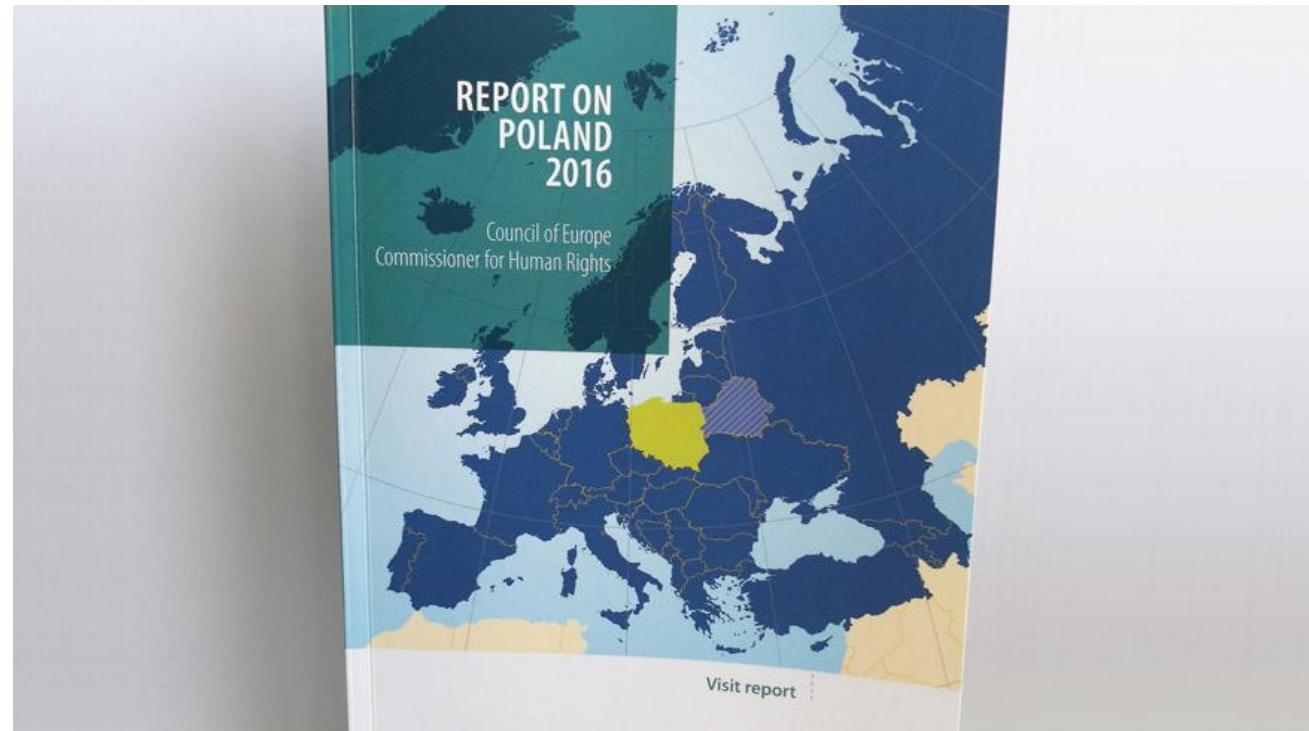 REPORT ON
POLAND
2016
Council of Europe
Commissioner for Human Rights
Visit report